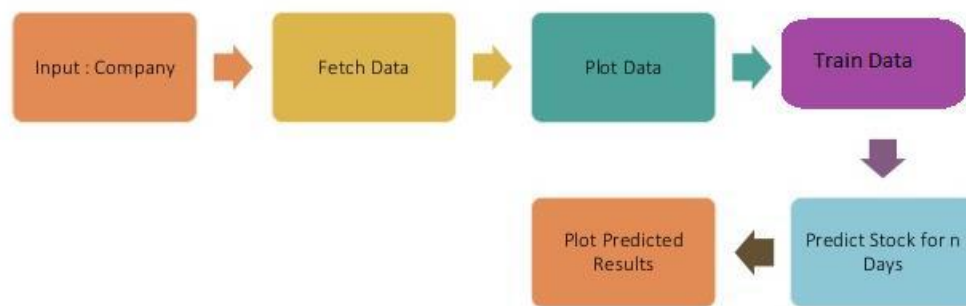 Input : Company
Fetch Data
Plot Data
Train Data
Predict Stock for n
Days
Plot Predicted
Results